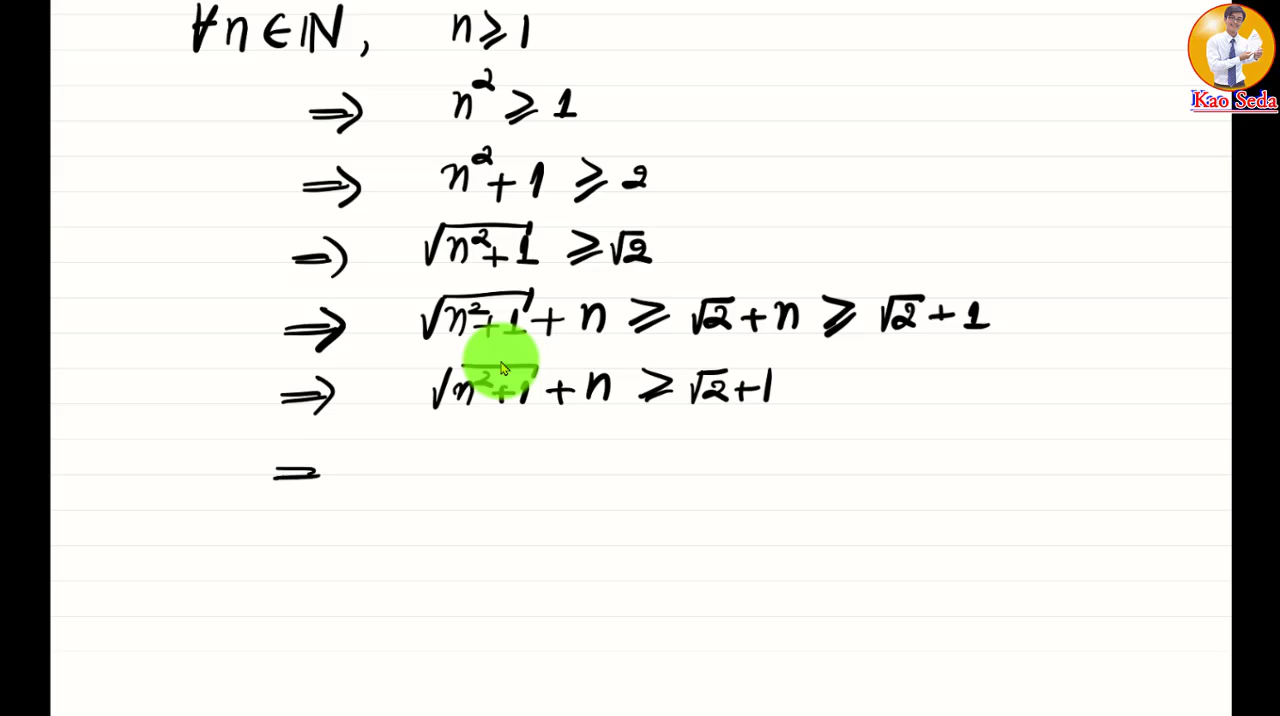 ∀n∈ℕ, n⩾1
⇒ n²⩾1
⇒ n²+1⩾2
⇒ √(n²+1)⩾√2
⇒ √(n²+1)+n⩾√2+n⩾√2+1
⇒ √(n²+1)+n⩾√2+1
=
Kao Seda